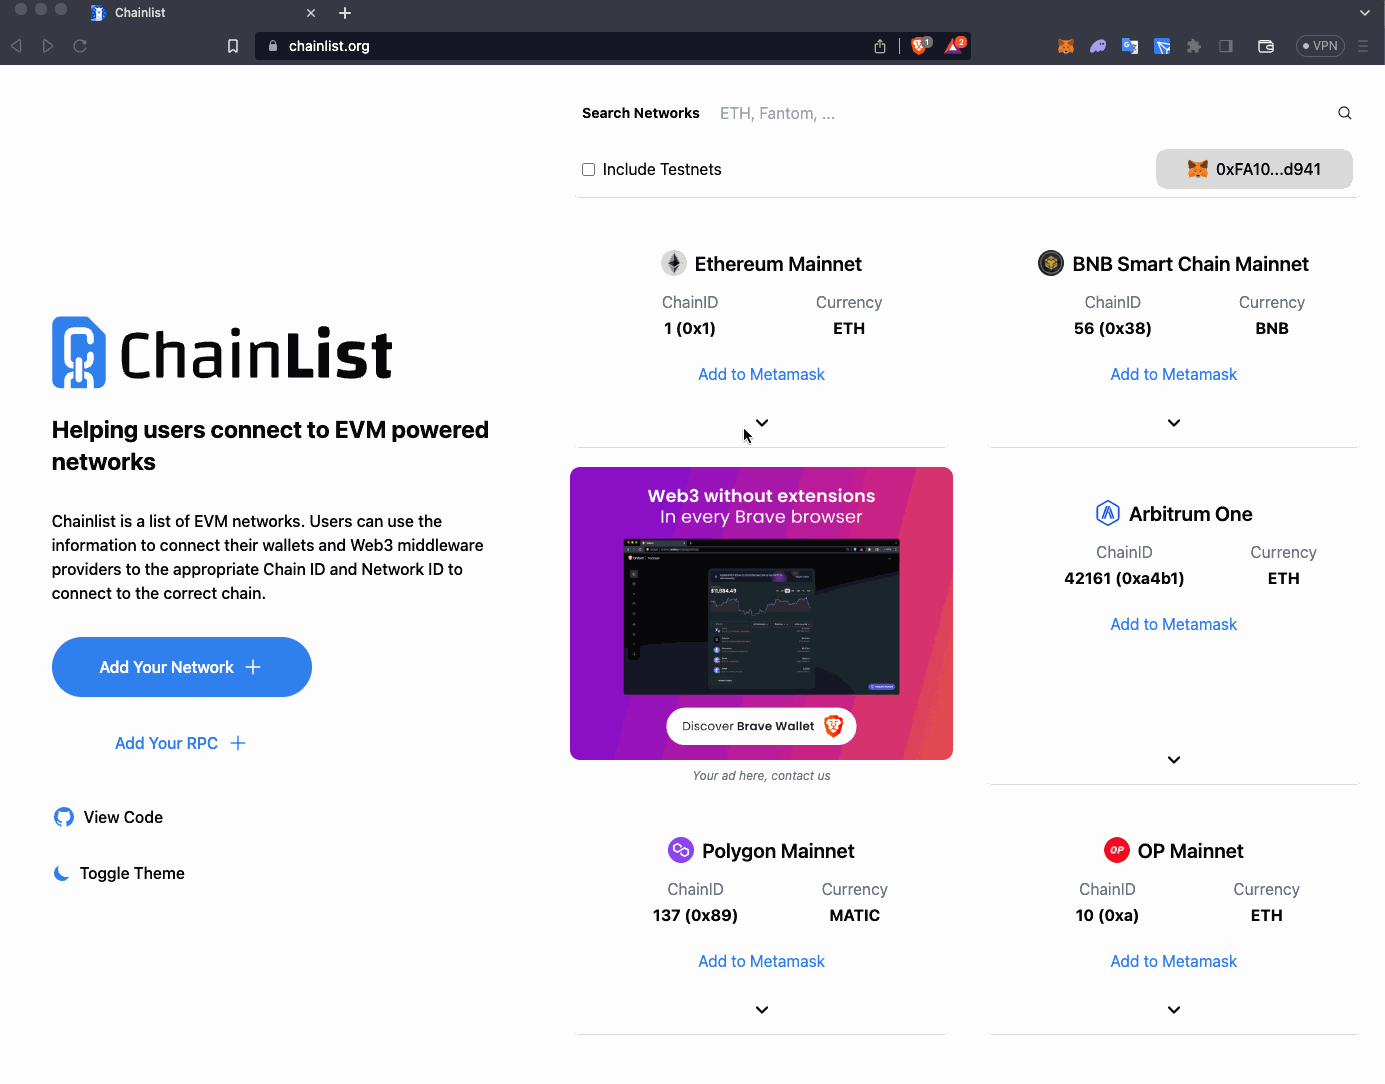 Chainlist
chainlist.org
1
2
VPN
Search Networks ETH, Fantom, ...
Include Testnets
0xFA10...d941
ChainList
Helping users connect to EVM powered
networks
Chainlist is a list of EVM networks. Users can use the
information to connect their wallets and Web3 middleware
providers to the appropriate Chain ID and Network ID to
connect to the correct chain.
Add Your Network
Add Your RPC
View Code
Toggle Theme
Ethereum Mainnet
ChainID Currency
1 (0x1) ETH
Add to Metamask
BNB Smart Chain Mainnet
ChainID Currency
56 (0x38) BNB
Add to Metamask
Web3 without extensions
In every Brave browser
$11,584.49
Discover Brave Wallet
Your ad here, contact us
Arbitrum One
ChainID Currency
42161 (0xa4b1) ETH
Add to Metamask
Polygon Mainnet
ChainID Currency
137 (0x89) MATIC
Add to Metamask
OP
OP Mainnet
ChainID Currency
10 (0xa) ETH
Add to Metamask